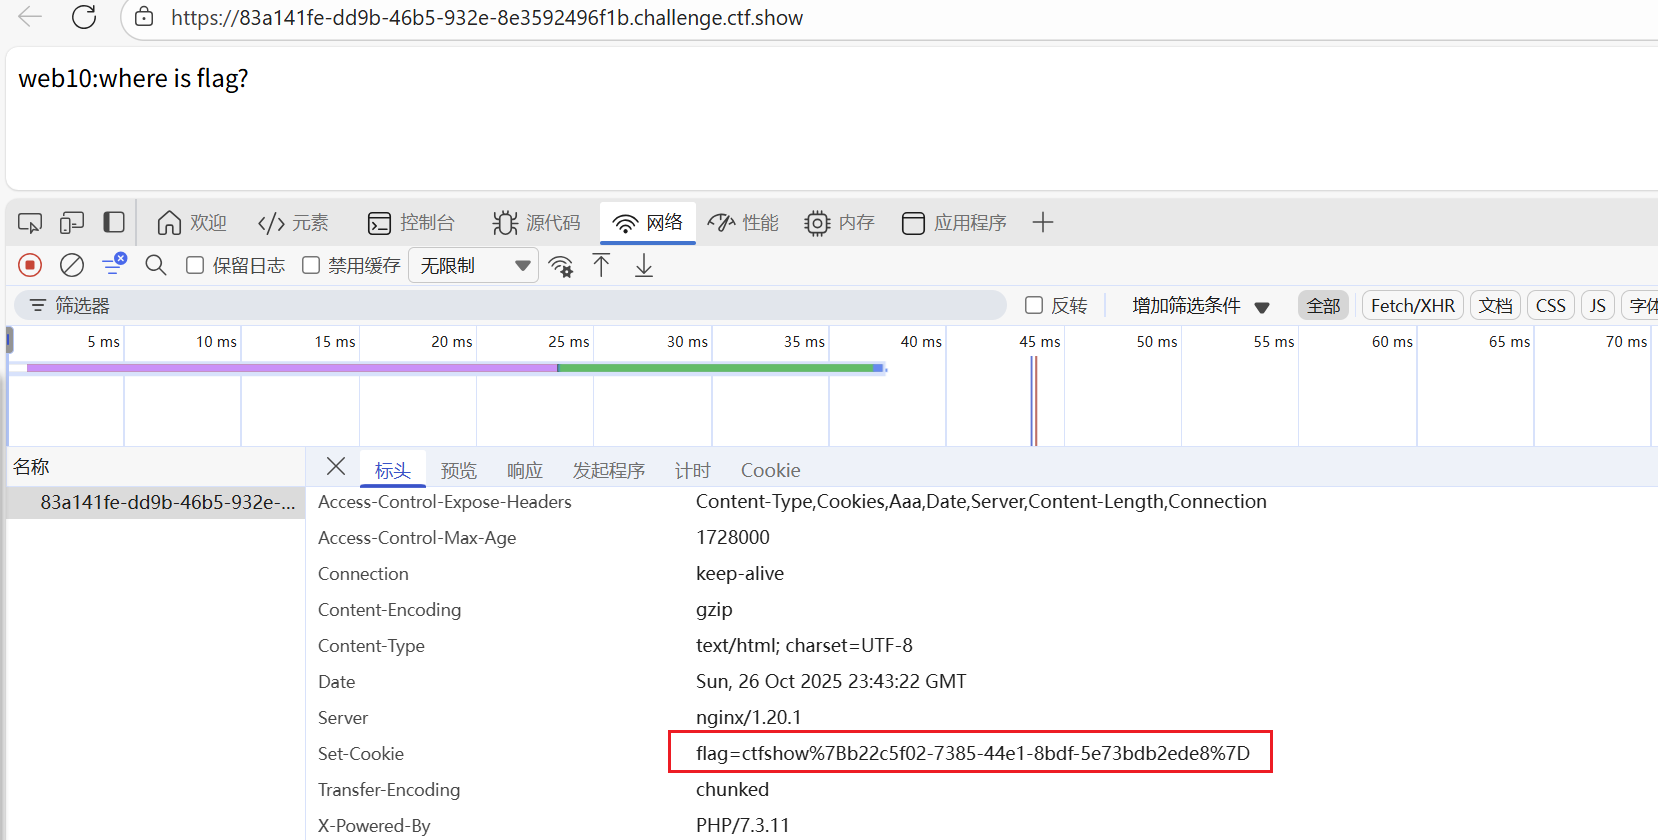 https://83a141fe-dd9b-46b5-932e-8e3592496f1b.challenge.ctf.show
web10:where is flag?
欢迎 </> 元素 控制台 源代码 网络 性能 内存 应用程序
保留日志 禁用缓存 无限制
筛选器 反转 增加筛选条件 全部 Fetch/XHR 文档 CSS JS 字体
5 ms 10 ms 15 ms 20 ms 25 ms 30 ms 35 ms 40 ms 45 ms 50 ms 55 ms 60 ms 65 ms 70 ms
名称 标头 预览 响应 发起程序 计时 Cookie
83a141fe-dd9b-46b5-932e-...
Access-Control-Expose-Headers Content-Type,Cookies,Aaa,Date,Server,Content-Length,Connection
Access-Control-Max-Age 1728000
Connection keep-alive
Content-Encoding gzip
Content-Type text/html; charset=UTF-8
Date Sun, 26 Oct 2025 23:43:22 GMT
Server nginx/1.20.1
Set-Cookie flag=ctfshow%7Bb22c5f02-7385-44e1-8bdf-5e73bdb2ede8%7D
Transfer-Encoding chunked
X-Powered-By PHP/7.3.11